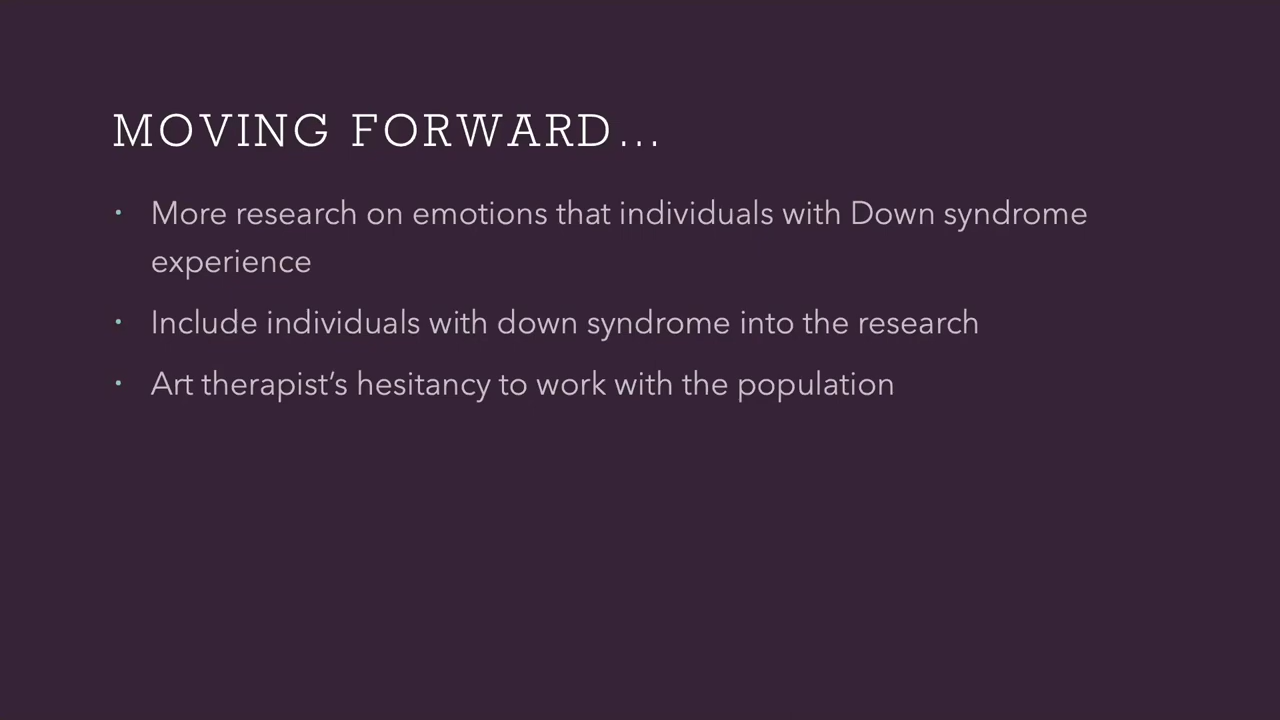 MOVING FORWARD...
• More research on emotions that individuals with Down syndrome
experience
• Include individuals with down syndrome into the research
• Art therapist’s hesitancy to work with the population